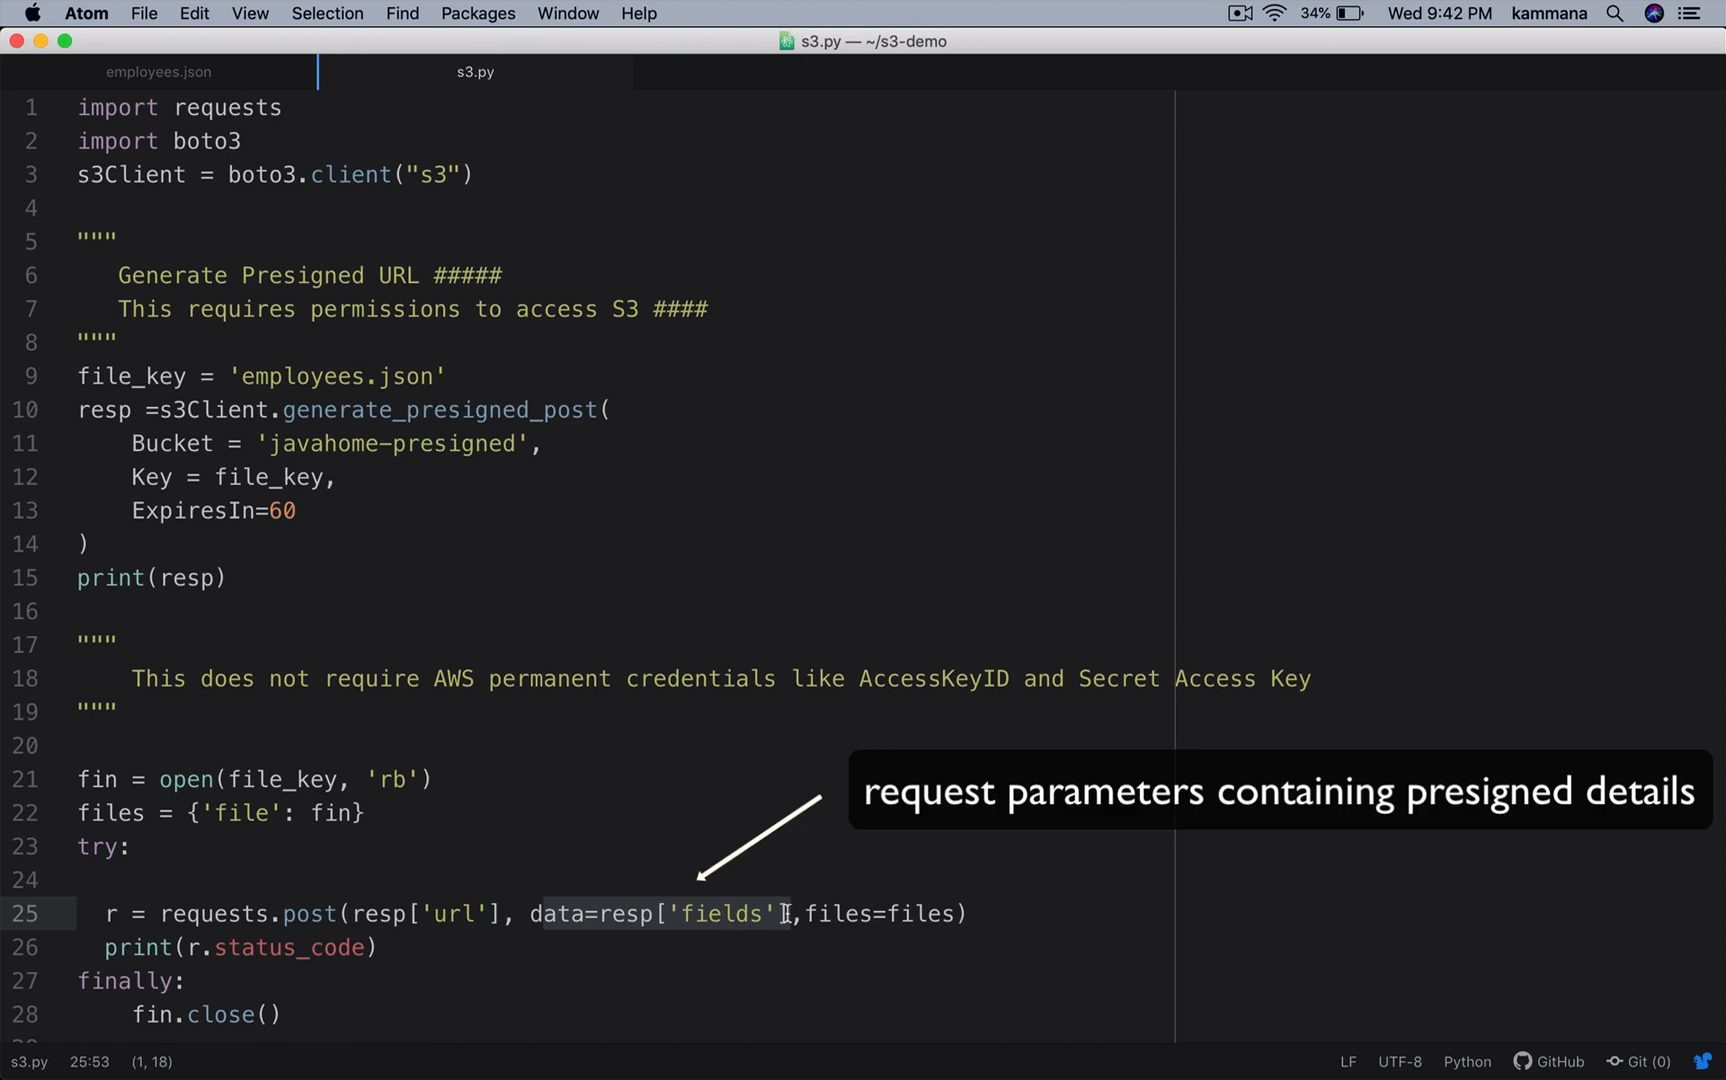 Atom File Edit View Selection Find Packages Window Help 34% Wed 9:42 PM kammana
s3.py — ~/s3-demo
employees.json s3.py
1 import requests
2 import boto3
3 s3Client = boto3.client("s3")
4
5 """
6 Generate Presigned URL #####
7 This requires permissions to access S3 ####
8 """
9 file_key = 'employees.json'
10 resp =s3Client.generate_presigned_post(
11 Bucket = 'javahome-presigned',
12 Key = file_key,
13 ExpiresIn=60
14 )
15 print(resp)
16
17 """
18 This does not require AWS permanent credentials like AccessKeyID and Secret Access Key
19 """
20
21 fin = open(file_key, 'rb')
request parameters containing presigned details
22 files = {'file': fin}
23 try:
24
25 r = requests.post(resp['url'], data=resp['fields'],files=files)
26 print(r.status_code)
27 finally:
28 fin.close()
s3.py 25:53 (1, 18) LF UTF-8 Python GitHub Git (0)